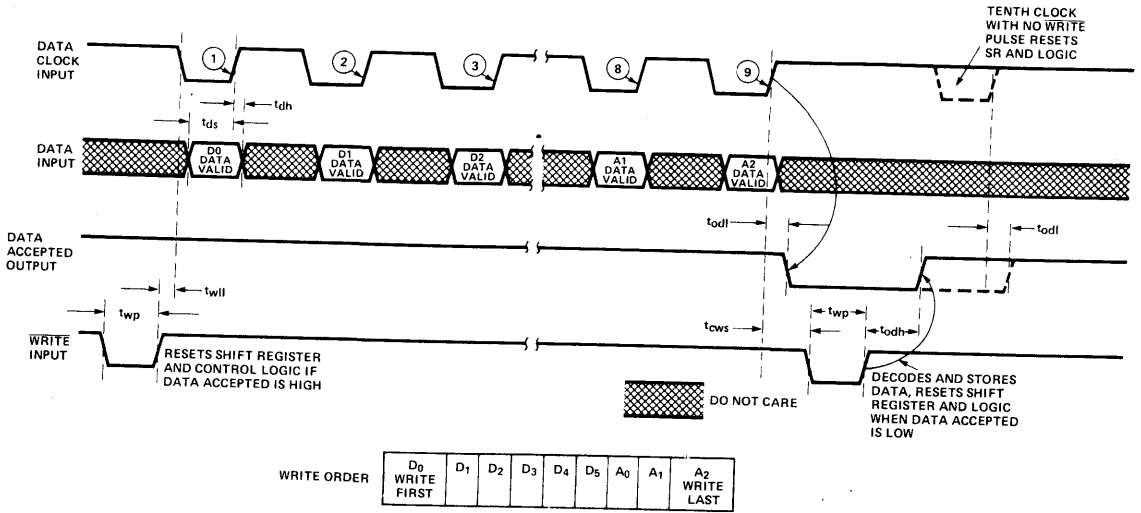 TENTH CLOCK
WITH NO WRITE
PULSE RESETS
SR AND LOGIC
DATA
CLOCK
INPUT
1
2
3
8
9
tdh
tds
DATA
INPUT
D0
DATA
VALID
D1
DATA
VALID
D2
DATA
VALID
A1
DATA
VALID
A2
DATA
VALID
todl
todl
DATA
ACCEPTED
OUTPUT
twll
twp
tcws
twp
todh
WRITE
INPUT
RESETS SHIFT REGISTER
AND CONTROL LOGIC IF
DATA ACCEPTED IS HIGH
DO NOT CARE
DECODES AND STORES
DATA, RESETS SHIFT
REGISTER AND LOGIC
WHEN DATA ACCEPTED
IS LOW
WRITE ORDER
D0
WRITE
FIRST
D1
D2
D3
D4
D5
A0
A1
A2
WRITE
LAST